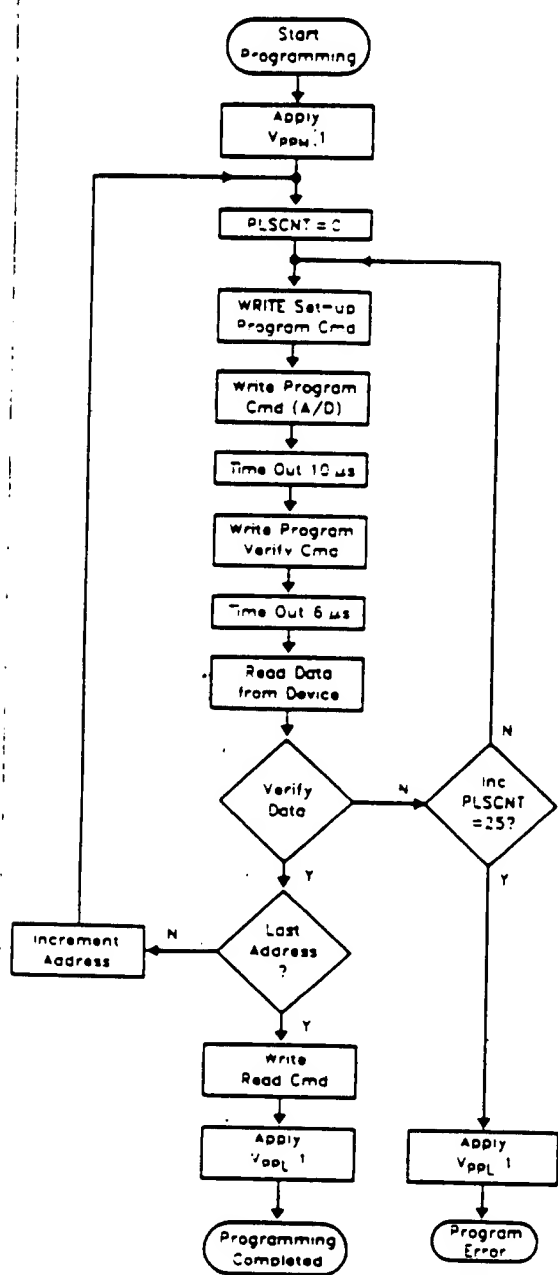 Start
Programming
Apply
VPPH 1
PLSCNT = 0
WRITE Set-up
Program Cmd
Write Program
Cmd (A/D)
Time Out 10 µs
Write Program
Verify Cmd
Time Out 6 µs
Read Data
from Device
Verify
Data
N
Y
Inc
PLSCNT
=25?
N
Y
Last
Address
?
N
Y
Increment
Address
Write
Read Cmd
Apply
VPPL 1
Apply
VPPL 1
Programming
Completed
Program
Error